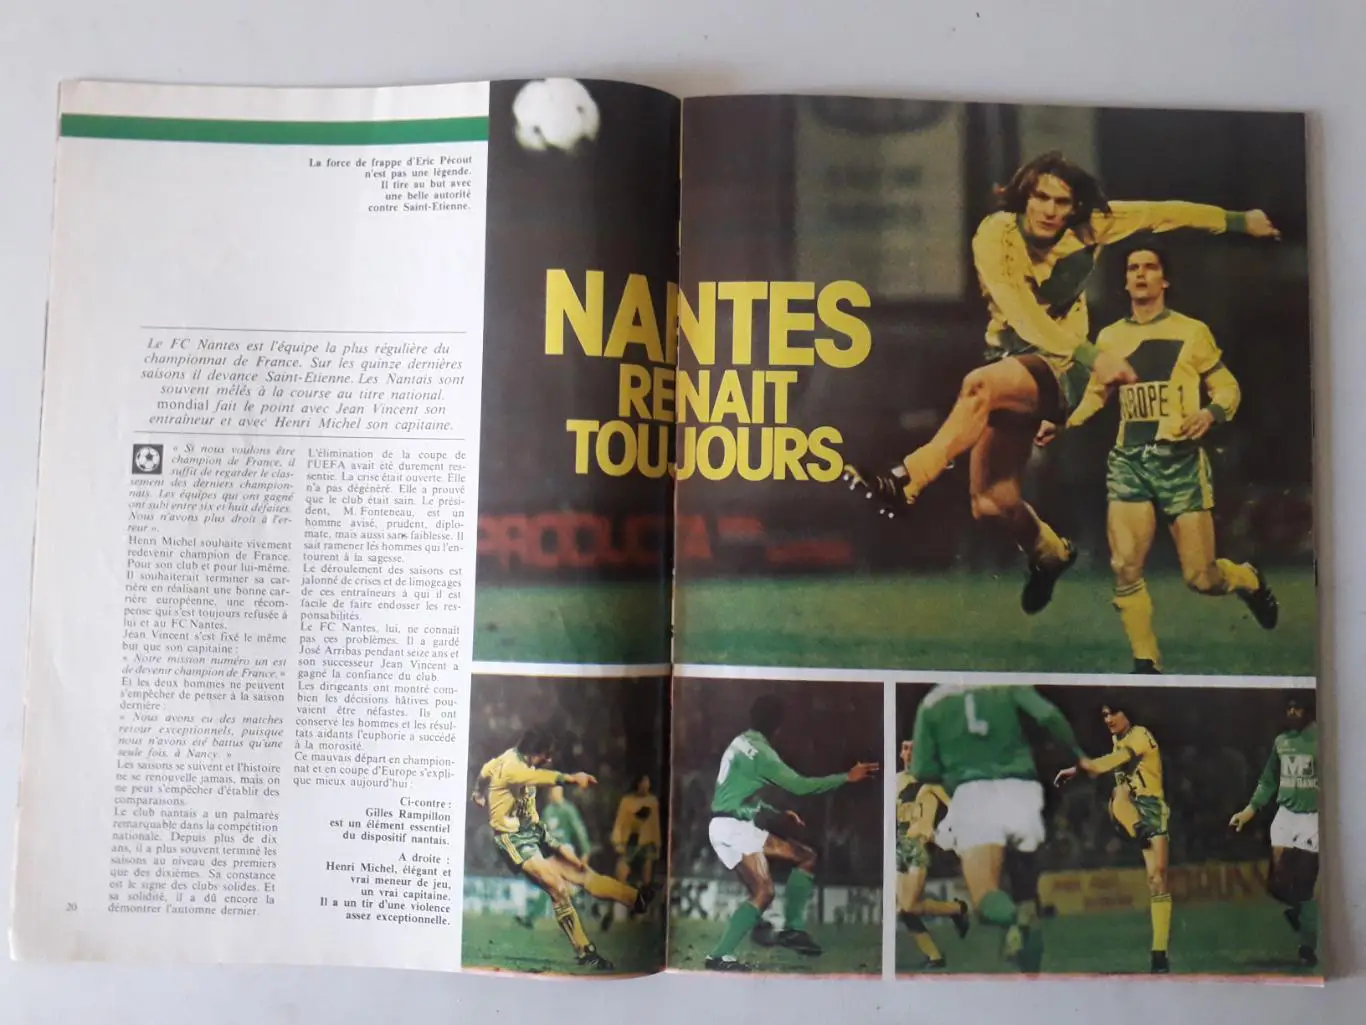 La force de frappe d'Eric Pécout
n'est pas une légende.
Il tire au but avec
une belle autorité
contre Saint-Etienne.
NANTES
RENAIT
TOUJOURS
Le FC Nantes est l'équipe la plus régulière du
championnat de France. Sur les quinze dernières
saisons il devance Saint-Etienne. Les Nantais sont
souvent mêlés à la course au titre national.
mondial fait le point avec Jean Vincent son
entraîneur et avec Henri Michel son capitaine.
« Si nous voulons être
champion de France, il
suffit de regarder le clas-
sement des derniers champion-
nats. Les équipes qui ont gagné
ont subi entre six et huit défaites.
Nous n'avons plus droit à l'er-
reur ».
Henri Michel souhaite vivement
redevenir champion de France.
Pour son club et pour lui-même.
Il souhaiterait terminer sa car-
rière en réalisant une bonne car-
rière européenne, une récom-
pense qui s'est toujours refusée à
lui et au FC Nantes.
Jean Vincent s'est fixé le même
but que son capitaine :
« Notre mission numéro un est
de devenir champion de France. »
Et les deux hommes ne peuvent
s'empêcher de penser à la saison
dernière :
« Nous avons eu des matches
retour exceptionnels, puisque
nous n'avons été battus qu'une
seule fois, à Nancy. »
Les saisons se suivent et l'histoire
ne se renouvelle jamais, mais on
ne peut s'empêcher d'établir des
comparaisons.
Le club nantais a un palmarès
remarquable dans la compétition
nationale. Depuis plus de dix
ans, il a plus souvent terminé les
saisons au niveau des premiers
que des dixièmes. Sa constance
est le signe des clubs solides. Et
sa solidité, il a dû encore la
démontrer l'automne dernier.
L'élimination de la coupe de
l'UEFA avait été durement res-
sentie. La crise était ouverte. Elle
n'a pas dégénéré. Elle a prouvé
que le club était sain. Le prési-
dent, M. Fonteneau, est un
homme avisé, prudent, diplo-
mate, mais aussi sans faiblesse. Il
sait ramener les hommes qui l'en-
tourent à la sagesse.
Le déroulement des saisons est
jalonné de crises et de limogeages
de ces entraîneurs à qui il est
facile de faire endosser les res-
ponsabilités.
Le FC Nantes, lui, ne connaît
pas ces problèmes. Il a gardé
José Arribas pendant seize ans et
son successeur Jean Vincent a
gagné la confiance du club.
Les dirigeants ont montré com-
bien les décisions hâtives pou-
vaient être néfastes. Ils ont
conservé les hommes et les résul-
tats aidants l'euphorie a succédé
à la morosité.
Ce mauvais départ en champion-
nat et en coupe d'Europe s'expli-
que mieux aujourd'hui :
Ci-contre :
Gilles Rampillon
est un élément essentiel
du dispositif nantais.
A droite :
Henri Michel, élégant et
vrai meneur de jeu,
un vrai capitaine.
Il a un tir d'une violence
assez exceptionnelle.
20
EUROPE 1
PRODUCTA